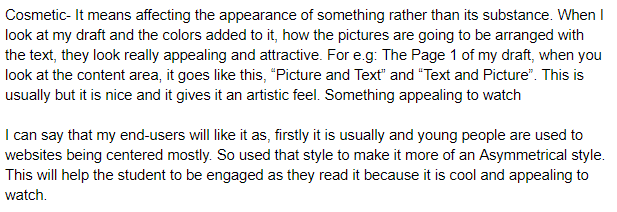 Cosmetic- It means affecting the appearance of something rather than its substance. When I
look at my draft and the colors added to it, how the pictures are going to be arranged with
the text, they look really appealing and attractive. For e.g: The Page 1 of my draft, when you
look at the content area, it goes like this, “Picture and Text” and “Text and Picture”. This is
usually but it is nice and it gives it an artistic feel. Something appealing to watch

I can say that my end-users will like it as, firstly it is usually and young people are used to
websites being centered mostly. So used that style to make it more of an Asymmetrical style.
This will help the student to be engaged as they read it because it is cool and appealing to
watch.